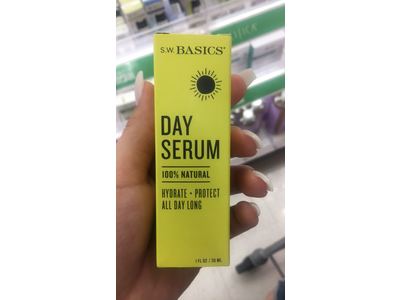 S.W. BASICS®
DAY
SERUM
100% NATURAL
HYDRATE + PROTECT
ALL DAY LONG
1 FL OZ / 30 ML